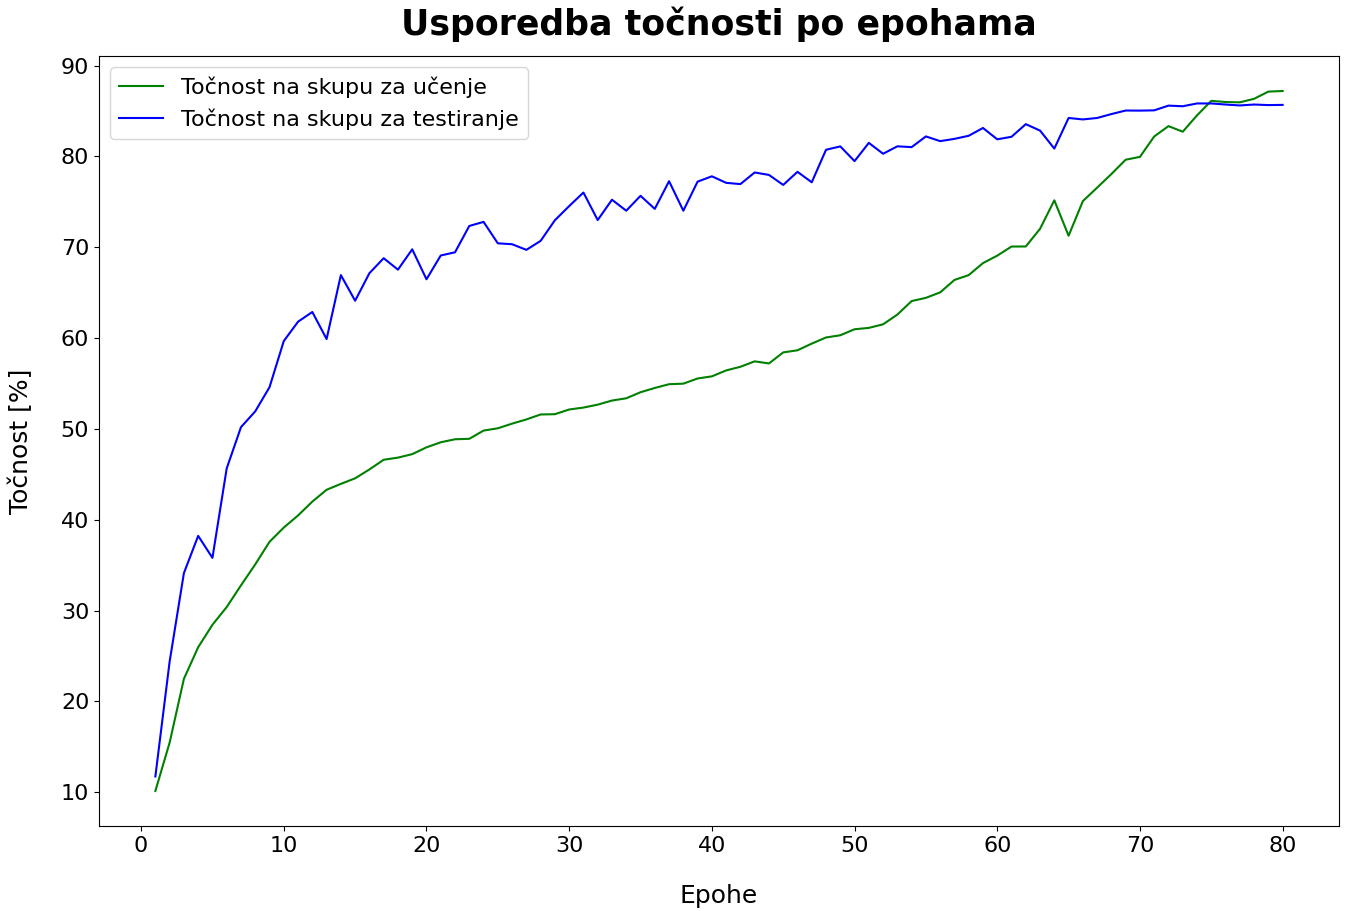 Usporedba točnosti po epohama
Točnost na skupu za učenje
Točnost na skupu za testiranje
Točnost [%]
90
80
70
60
50
40
30
20
10
0 10 20 30 40 50 60 70 80
Epohe